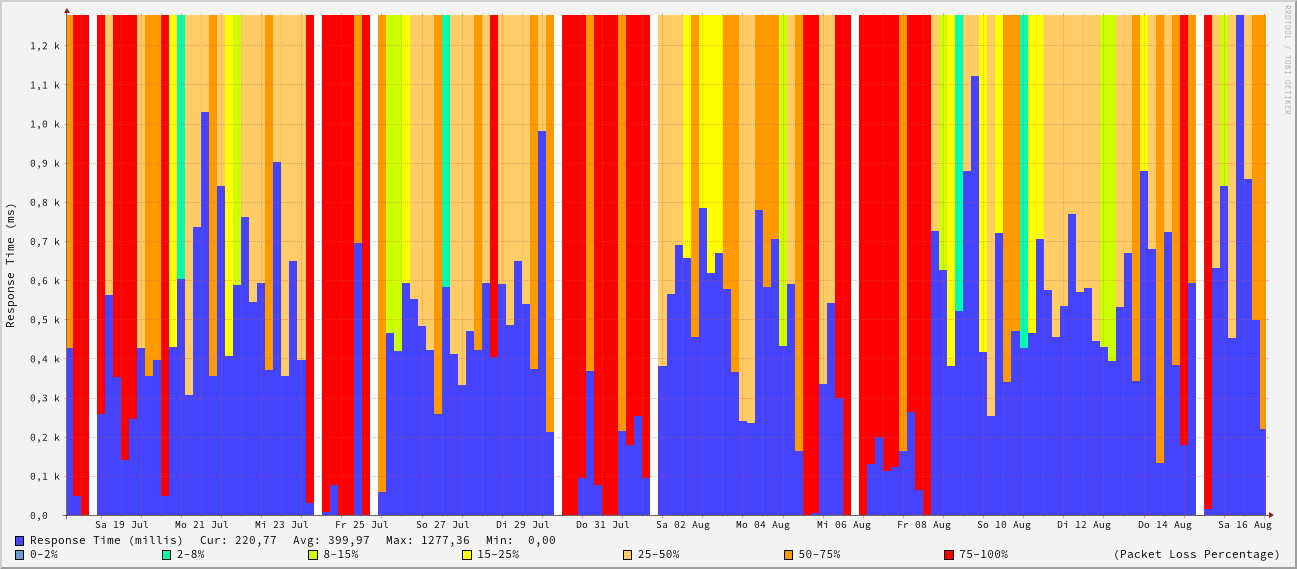 RRDTOOL / TOBI OETIKER
Response Time (ms)
1,2 k
1,1 k
1,0 k
0,9 k
0,8 k
0,7 k
0,6 k
0,5 k
0,4 k
0,3 k
0,2 k
0,1 k
0,0
Sa 19 Jul Mo 21 Jul Mi 23 Jul Fr 25 Jul So 27 Jul Di 29 Jul Do 31 Jul Sa 02 Aug Mo 04 Aug Mi 06 Aug Fr 08 Aug So 10 Aug Di 12 Aug Do 14 Aug Sa 16 Aug
Response Time (millis) Cur: 220,77 Avg: 399,97 Max: 1277,36 Min: 0,00
0-2% 2-8% 8-15% 15-25% 25-50% 50-75% 75-100% (Packet Loss Percentage)